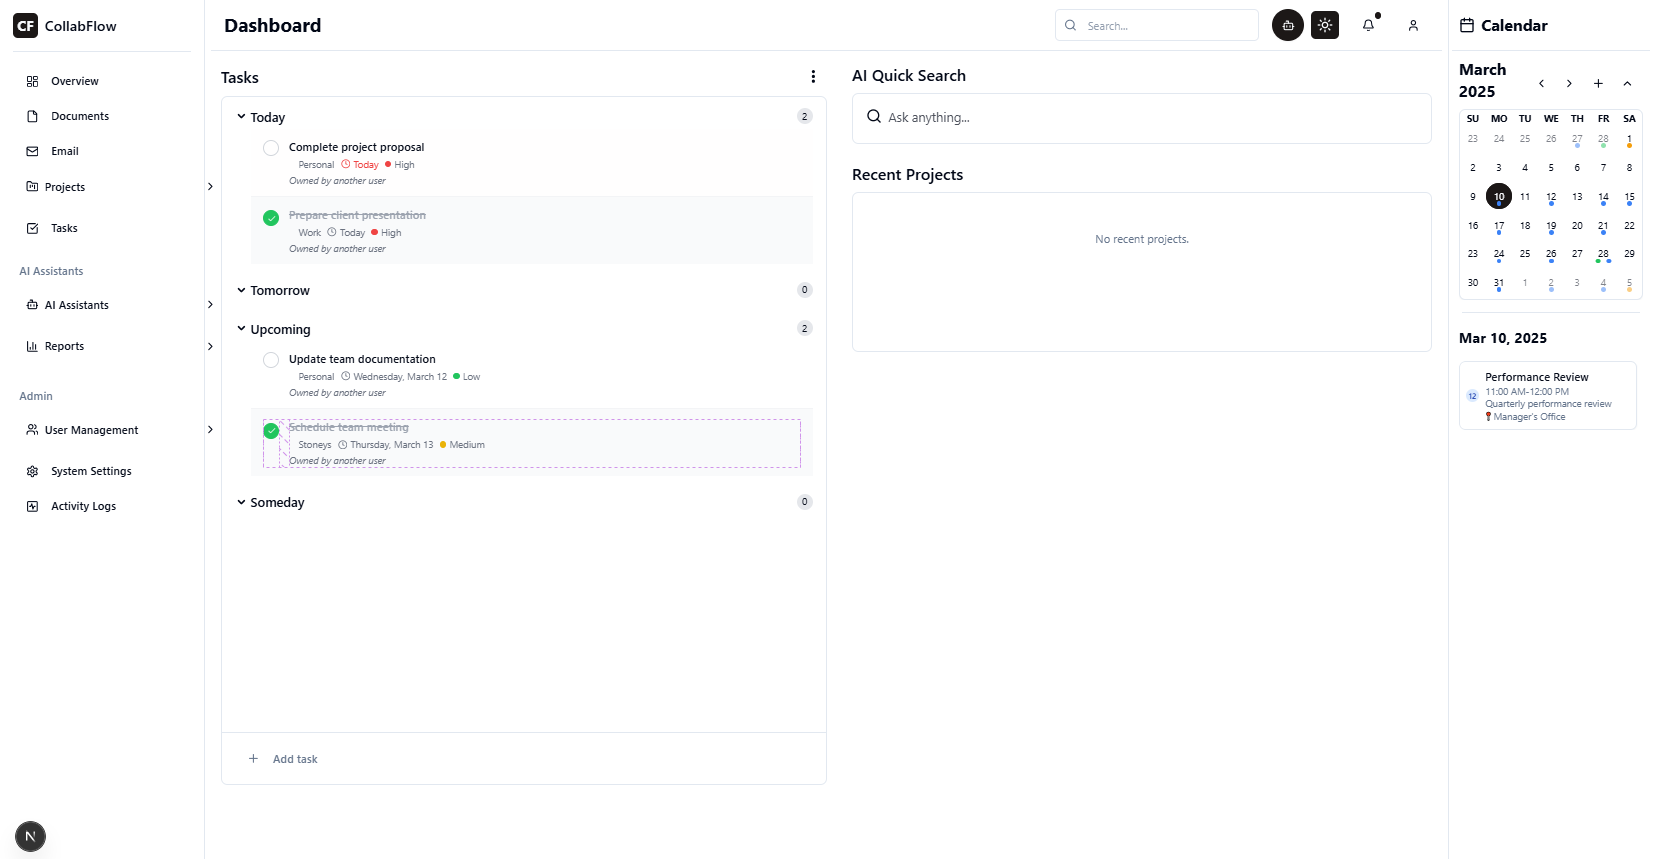 CF CollabFlow
Overview
Documents
Email
Projects
Tasks
AI Assistants
AI Assistants
Reports
Admin
User Management
System Settings
Activity Logs
N
Dashboard
Search...
Tasks
Today 2
Complete project proposal
Personal Today High
Owned by another user
Prepare client presentation
Work Today High
Owned by another user
Tomorrow 0
Upcoming 2
Update team documentation
Personal Wednesday, March 12 Low
Owned by another user
Schedule team meeting
Stoneys Thursday, March 13 Medium
Owned by another user
Someday 0
+ Add task
AI Quick Search
Ask anything...
Recent Projects
No recent projects.
Calendar
March
2025
SU MO TU WE TH FR SA
23 24 25 26 27 28 1
2 3 4 5 6 7 8
9 10 11 12 13 14 15
16 17 18 19 20 21 22
23 24 25 26 27 28 29
30 31 1 2 3 4 5
Mar 10, 2025
Performance Review
12 11:00 AM-12:00 PM
Quarterly performance review
Manager's Office